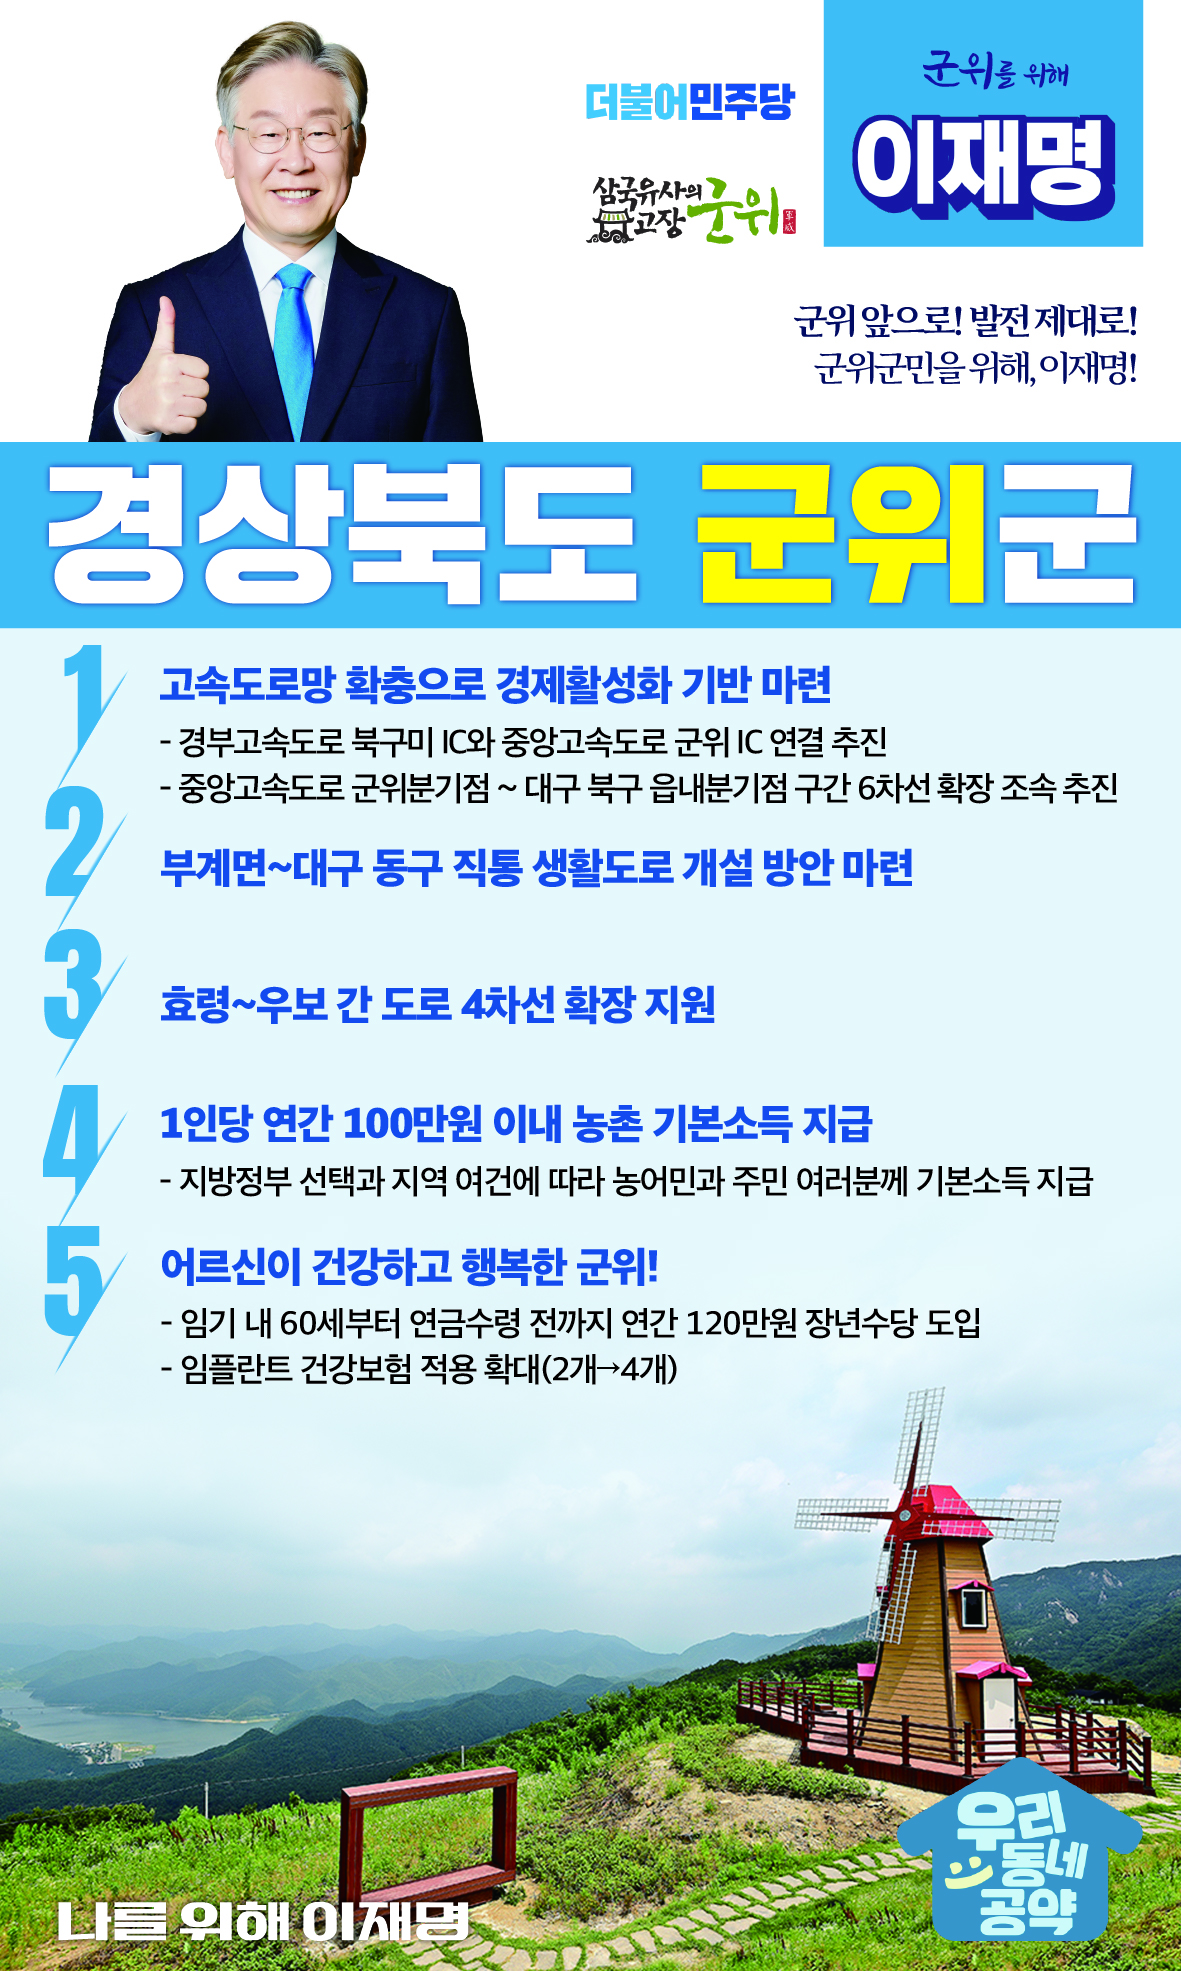 더불어민주당
군위를 위해
이재명
삼국유사의
고장 군위
軍威
군위 앞으로! 발전 제대로!
군위군민을 위해, 이재명!
경상북도 군위군
1
고속도로망 확충으로 경제활성화 기반 마련
- 경부고속도로 북구미 IC와 중앙고속도로 군위 IC 연결 추진
- 중앙고속도로 군위분기점 ~ 대구 북구 읍내분기점 구간 6차선 확장 조속 추진
2
부계면~대구 동구 직통 생활도로 개설 방안 마련
3
효령~우보 간 도로 4차선 확장 지원
4
1인당 연간 100만원 이내 농촌 기본소득 지급
- 지방정부 선택과 지역 여건에 따라 농어민과 주민 여러분께 기본소득 지급
5
어르신이 건강하고 행복한 군위!
- 임기 내 60세부터 연금수령 전까지 연간 120만원 장년수당 도입
- 임플란트 건강보험 적용 확대(2개→4개)
우리
동네
공약
나를 위해 이재명